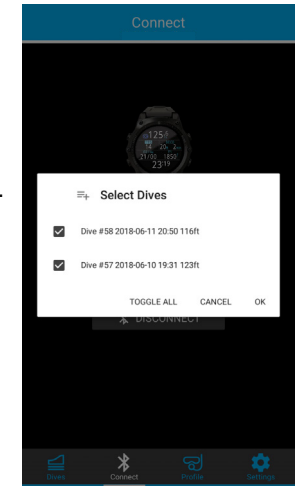 Connect
Select Dives
Dive #58 2018-06-11 20:50 116ft
Dive #57 2018-06-10 19:31 123ft
TOGGLE ALL CANCEL OK
DISCONNECT
Dives Connect Profile Settings